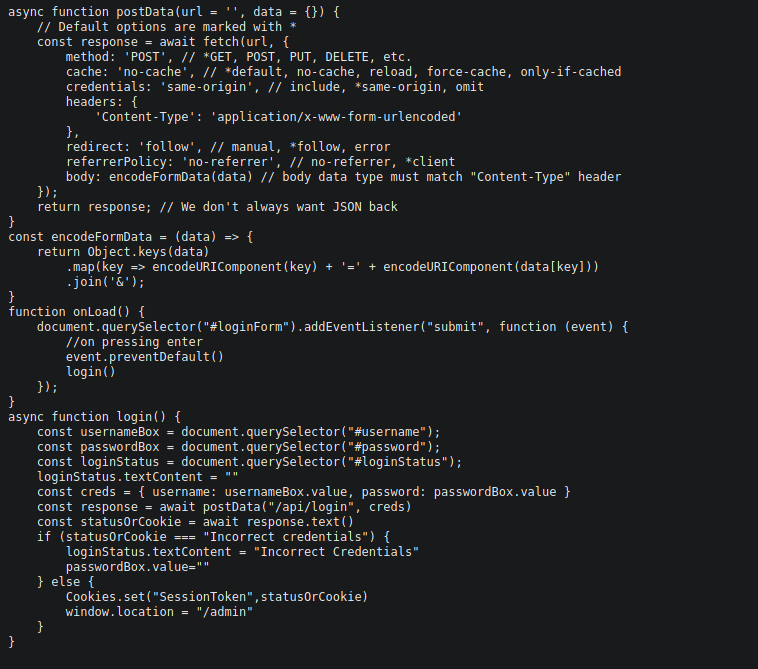 async function postData(url = '', data = {}) {
    // Default options are marked with *
    const response = await fetch(url, {
        method: 'POST', // *GET, POST, PUT, DELETE, etc.
        cache: 'no-cache', // *default, no-cache, reload, force-cache, only-if-cached
        credentials: 'same-origin', // include, *same-origin, omit
        headers: {
            'Content-Type': 'application/x-www-form-urlencoded'
        },
        redirect: 'follow', // manual, *follow, error
        referrerPolicy: 'no-referrer', // no-referrer, *client
        body: encodeFormData(data) // body data type must match "Content-Type" header
    });
    return response; // We don't always want JSON back
}
const encodeFormData = (data) => {
    return Object.keys(data)
        .map(key => encodeURIComponent(key) + '=' + encodeURIComponent(data[key]))
        .join('&');
}
function onLoad() {
    document.querySelector("#loginForm").addEventListener("submit", function (event) {
        //on pressing enter
        event.preventDefault()
        login()
    });
}
async function login() {
    const usernameBox = document.querySelector("#username");
    const passwordBox = document.querySelector("#password");
    const loginStatus = document.querySelector("#loginStatus");
    loginStatus.textContent = ""
    const creds = { username: usernameBox.value, password: passwordBox.value }
    const response = await postData("/api/login", creds)
    const statusOrCookie = await response.text()
    if (statusOrCookie === "Incorrect credentials") {
        loginStatus.textContent = "Incorrect Credentials"
        passwordBox.value=""
    } else {
        Cookies.set("SessionToken",statusOrCookie)
        window.location = "/admin"
    }
}